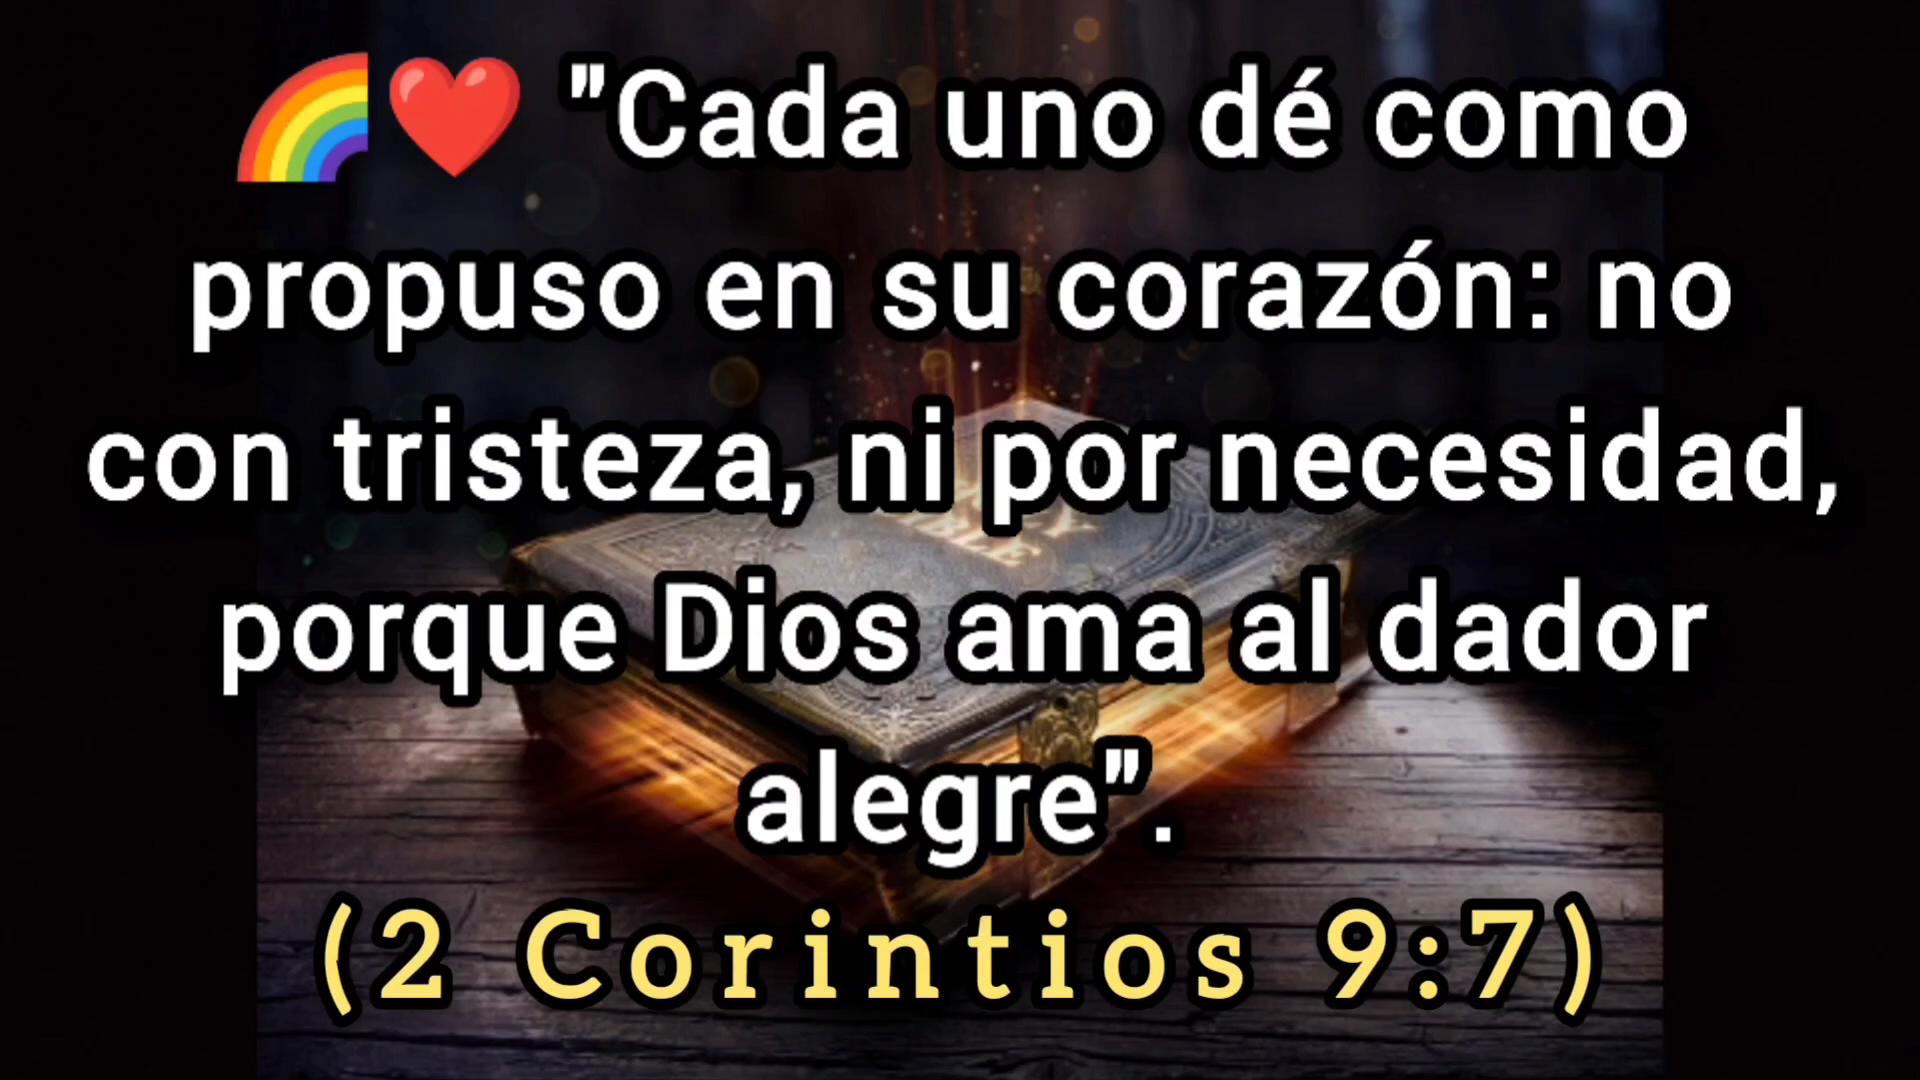 🌈❤️ "Cada uno dé como
propuso en su corazón: no
con tristeza, ni por necesidad,
porque Dios ama al dador
alegre".
(2 Corintios 9:7)